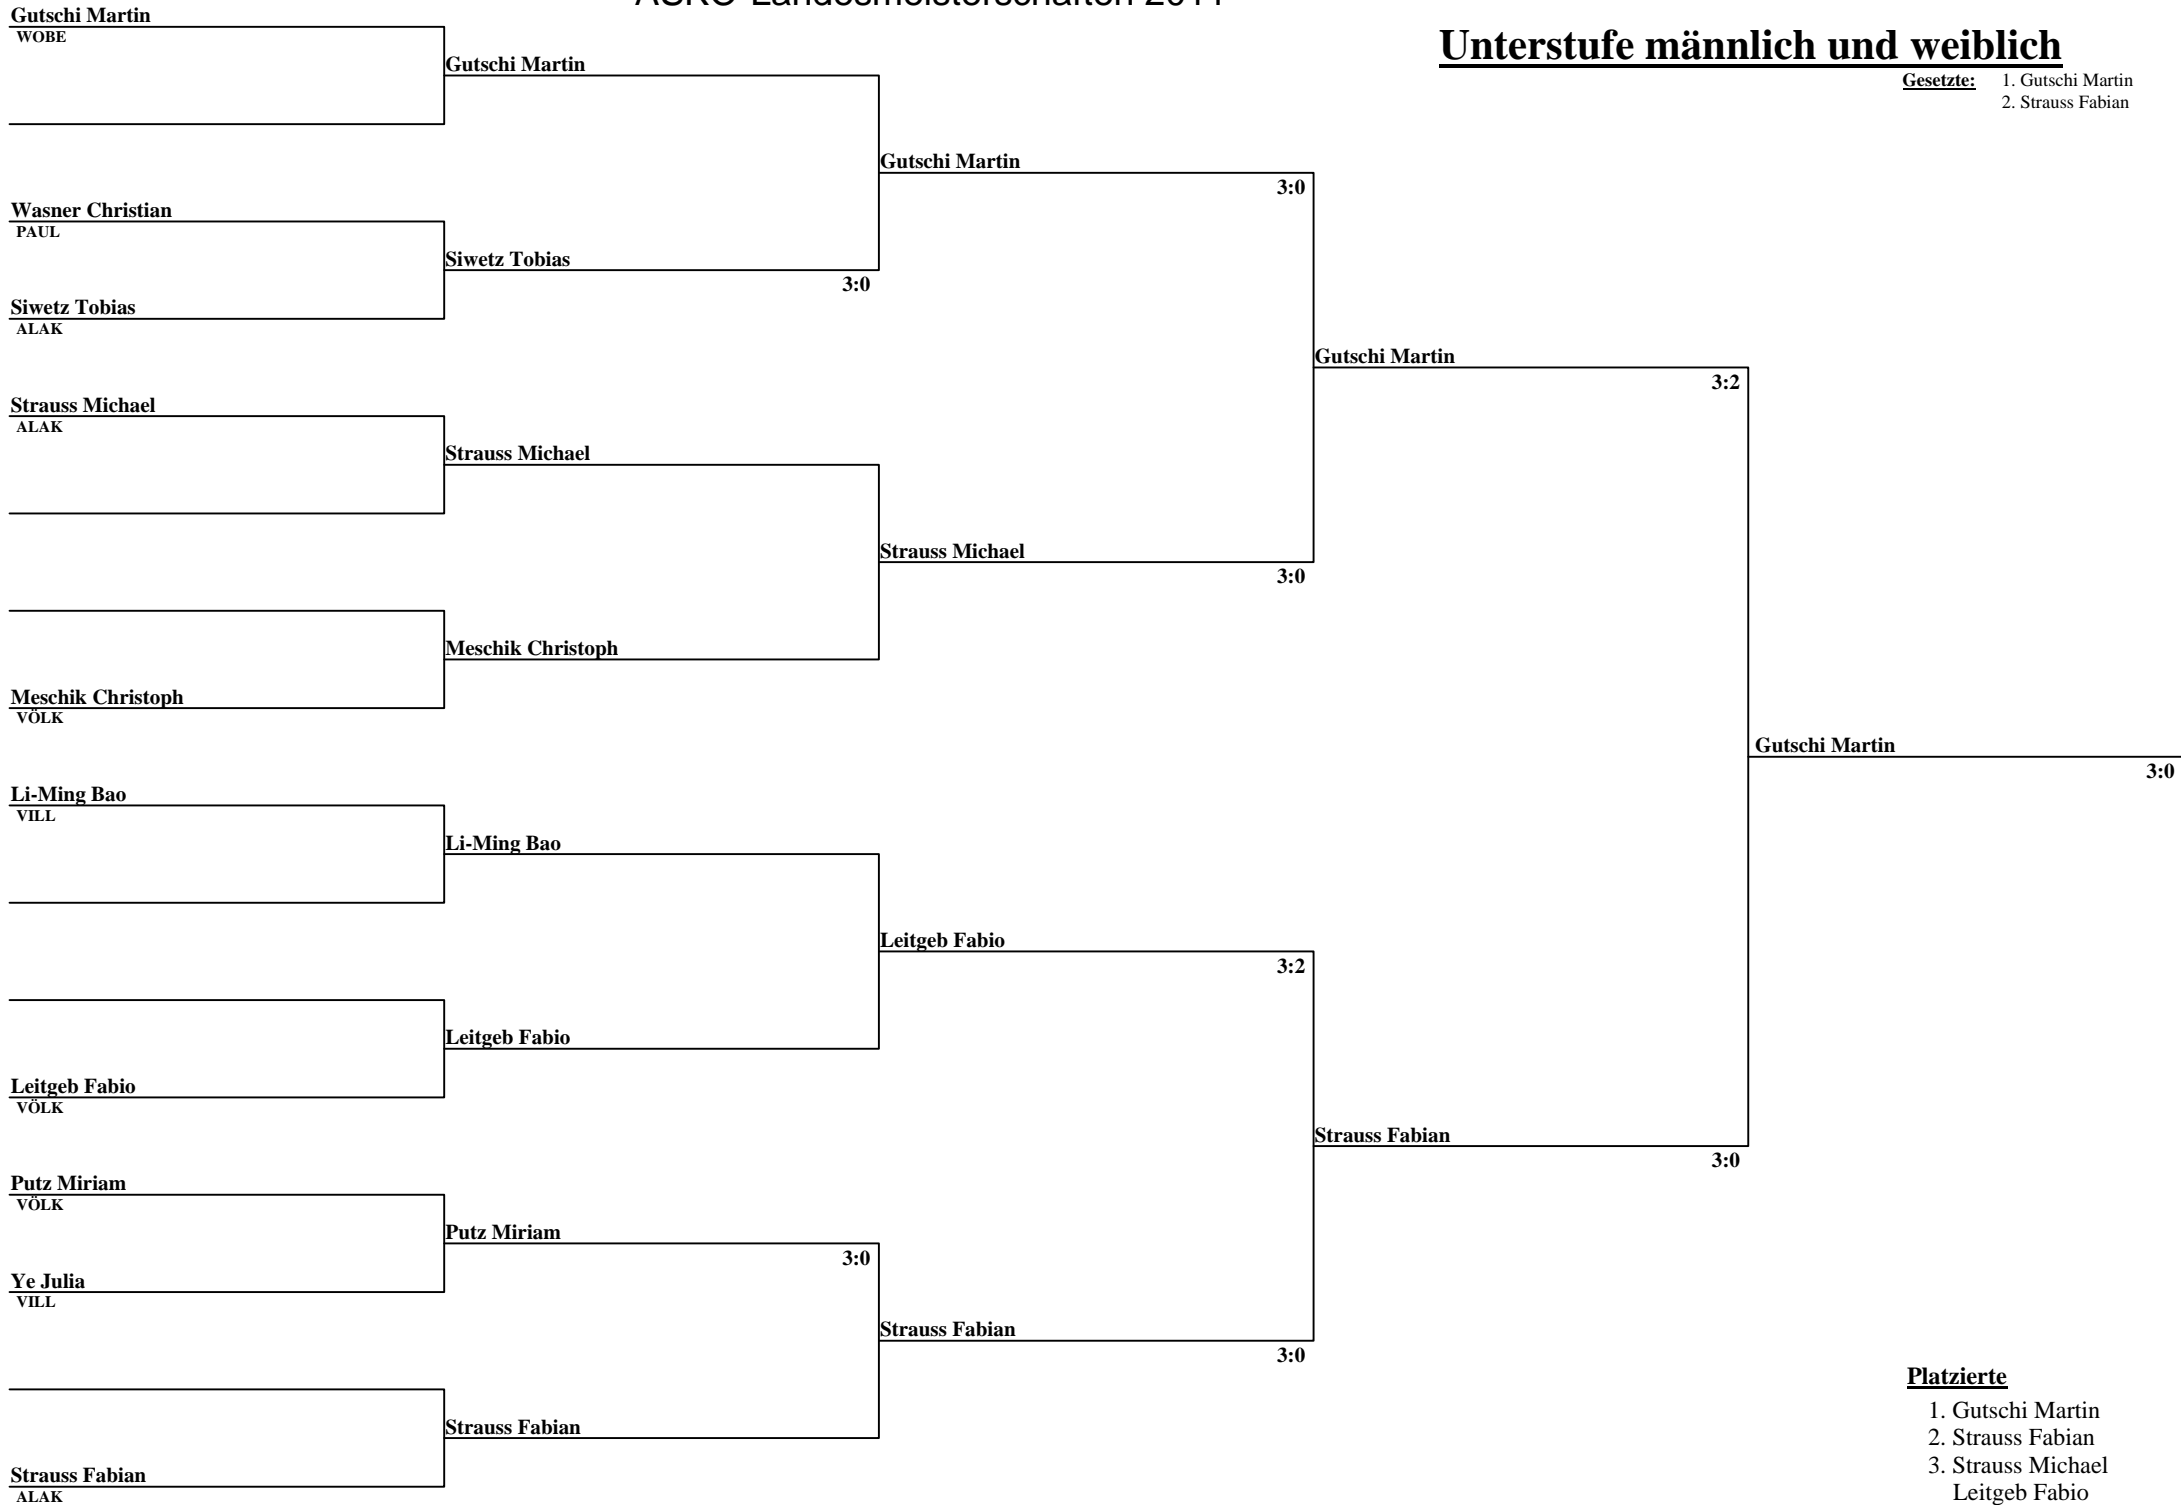 Unterstufe männlich und weiblich
Gesetzte: 1. Gutschi Martin
2. Strauss Fabian
Gutschi Martin
WOBE
Wasner Christian
PAUL
Siwetz Tobias
ALAK
Strauss Michael
ALAK
Meschik Christoph
VÖLK
Li-Ming Bao
VILL
Leitgeb Fabio
VÖLK
Putz Miriam
VÖLK
Ye Julia
VILL
Strauss Fabian
ALAK
Gutschi Martin
Siwetz Tobias
3:0
Strauss Michael
Meschik Christoph
Li-Ming Bao
Leitgeb Fabio
Putz Miriam
3:0
Strauss Fabian
Gutschi Martin
3:0
Strauss Michael
3:0
Leitgeb Fabio
3:2
Strauss Fabian
3:0
Gutschi Martin
3:2
Strauss Fabian
3:0
Gutschi Martin
3:0
Platzierte
1. Gutschi Martin
2. Strauss Fabian
3. Strauss Michael
Leitgeb Fabio